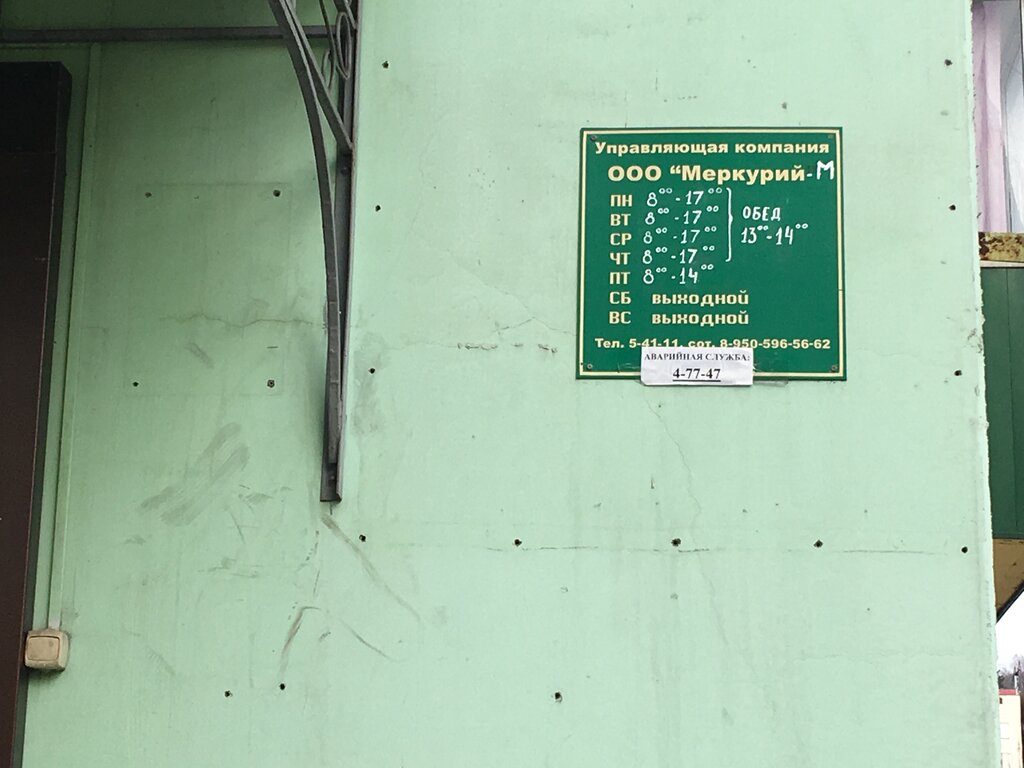 Управляющая компания
ООО "Меркурий-М
ПН 8⁰⁰-17⁰⁰
ВТ 8⁰⁰-17⁰⁰
СР 8⁰⁰-17⁰⁰
ЧТ 8⁰⁰-17⁰⁰
ОБЕД
13⁰⁰-14⁰⁰
ПТ 8⁰⁰-14⁰⁰
СБ выходной
ВС выходной
Тел. 5-41-11, сот. 8-950-596-56-62
АВАРИЙНАЯ СЛУЖБА:
4-77-47